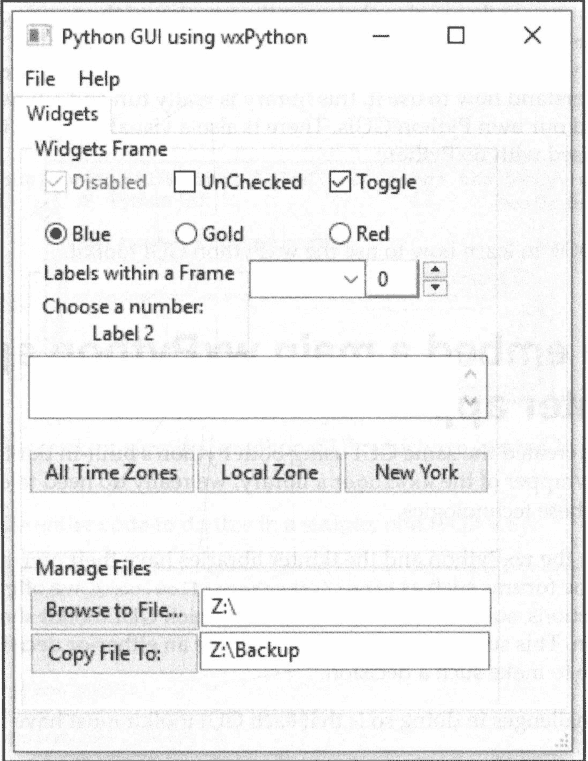 Python GUI using wxPython
File Help
Widgets
Widgets Frame
Disabled UnChecked Toggle
Blue Gold Red
Labels within a Frame 0
Choose a number:
Label 2
All Time Zones Local Zone New York
Manage Files
Browse to File... Z:\
Copy File To: Z:\Backup